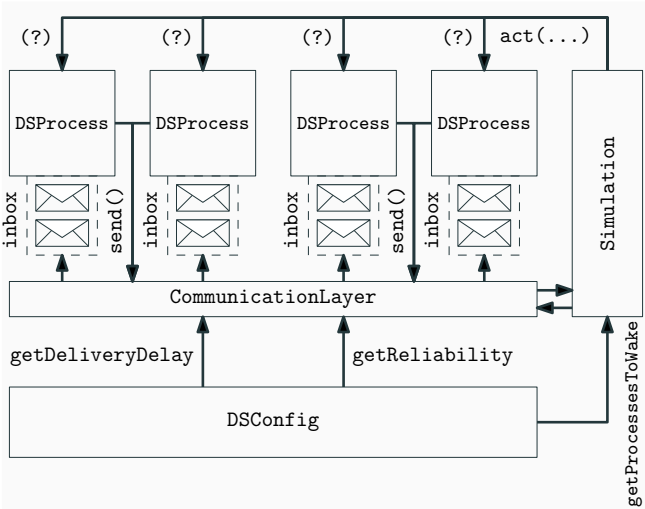 (?)
(?)
(?)
(?)
act(...)
DSProcess
DSProcess
DSProcess
DSProcess
Simulation
inbox
send()
inbox
inbox
send()
inbox
CommunicationLayer
getDeliveryDelay
getReliability
getProcessesToWake
DSConfig